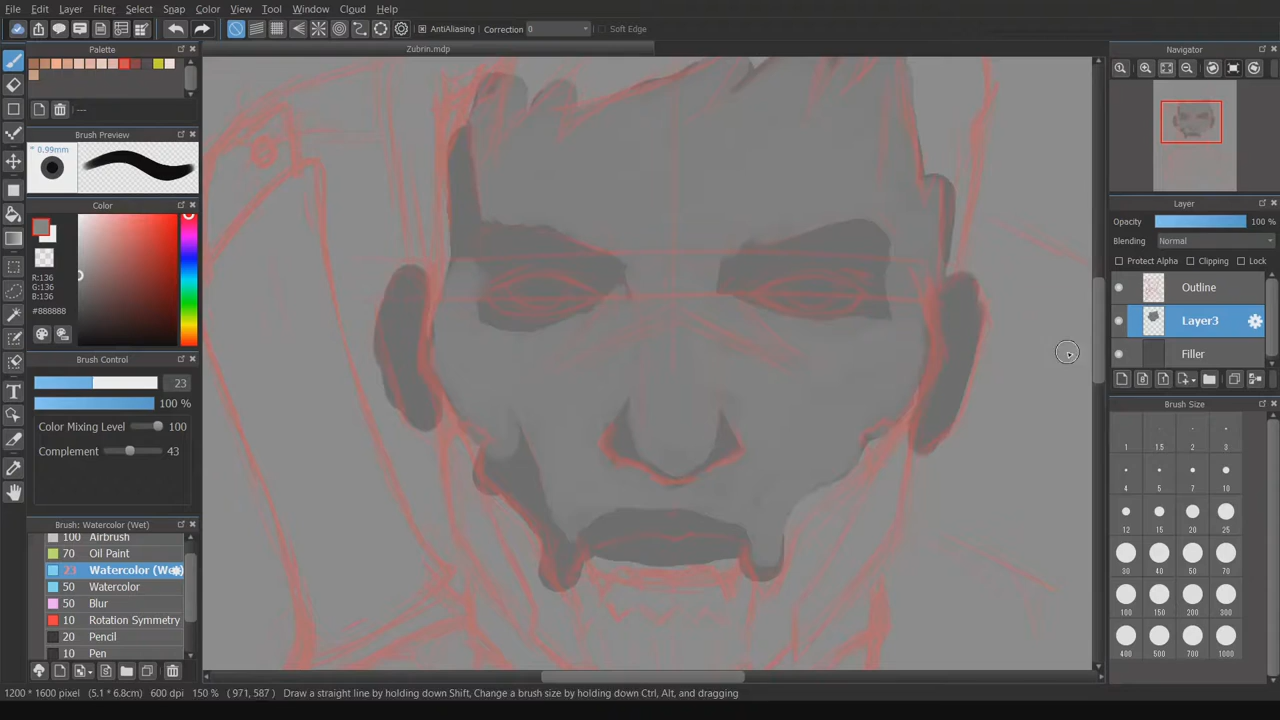 File Edit Layer Filter Select Snap Color View Tool Window Cloud Help
AntiAliasing Correction 0 Soft Edge
Palette
Zubrin.mdp
Navigator
---
Brush Preview
* 0.99mm
Color
R:136
G:136
B:136
#888888
Brush Control
23
100 %
Color Mixing Level 100
Complement 43
Brush: Watercolor (Wet)
100 Airbrush
70 Oil Paint
23 Watercolor (We
50 Watercolor
50 Blur
10 Rotation Symmetry
20 Pencil
10 Pen
Layer
Opacity 100 %
Blending Normal
Protect Alpha Clipping Lock
Outline
Layer3
Filler
Brush Size
1 1.5 2 3
4 5 7 10
12 15 20 25
30 40 50 70
100 150 200 300
400 500 700 1000
1200 * 1600 pixel (5.1 * 6.8cm) 600 dpi 150 % ( 971, 587 ) Draw a straight line by holding down Shift, Change a brush size by holding down Ctrl, Alt, and dragging